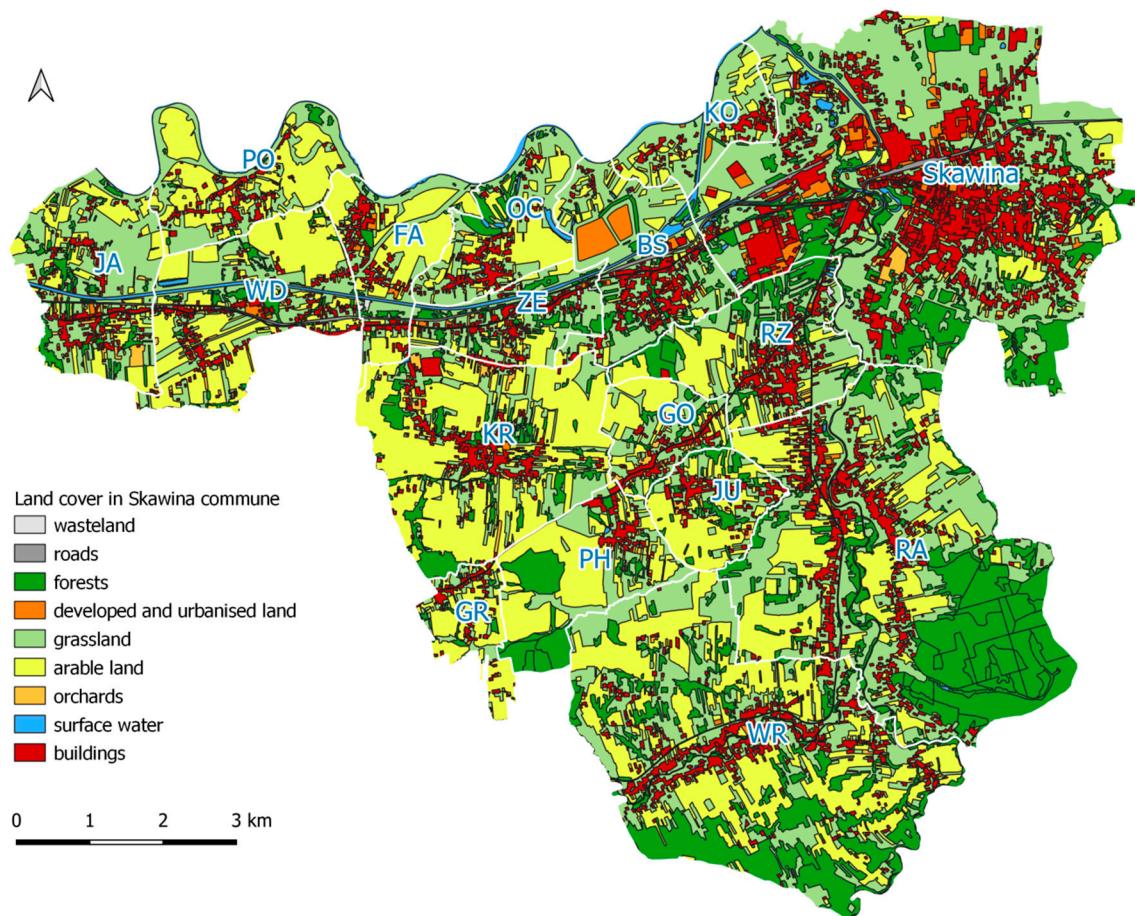 KO
PO
Skawina
OC
FA
BS
JA
WD
ZE
RZ
GO
KR
JU
Land cover in Skawina commune
wasteland
roads
forests
developed and urbanised land
grassland
arable land
orchards
surface water
buildings
PH
RA
GR
WR
0 1 2 3 km